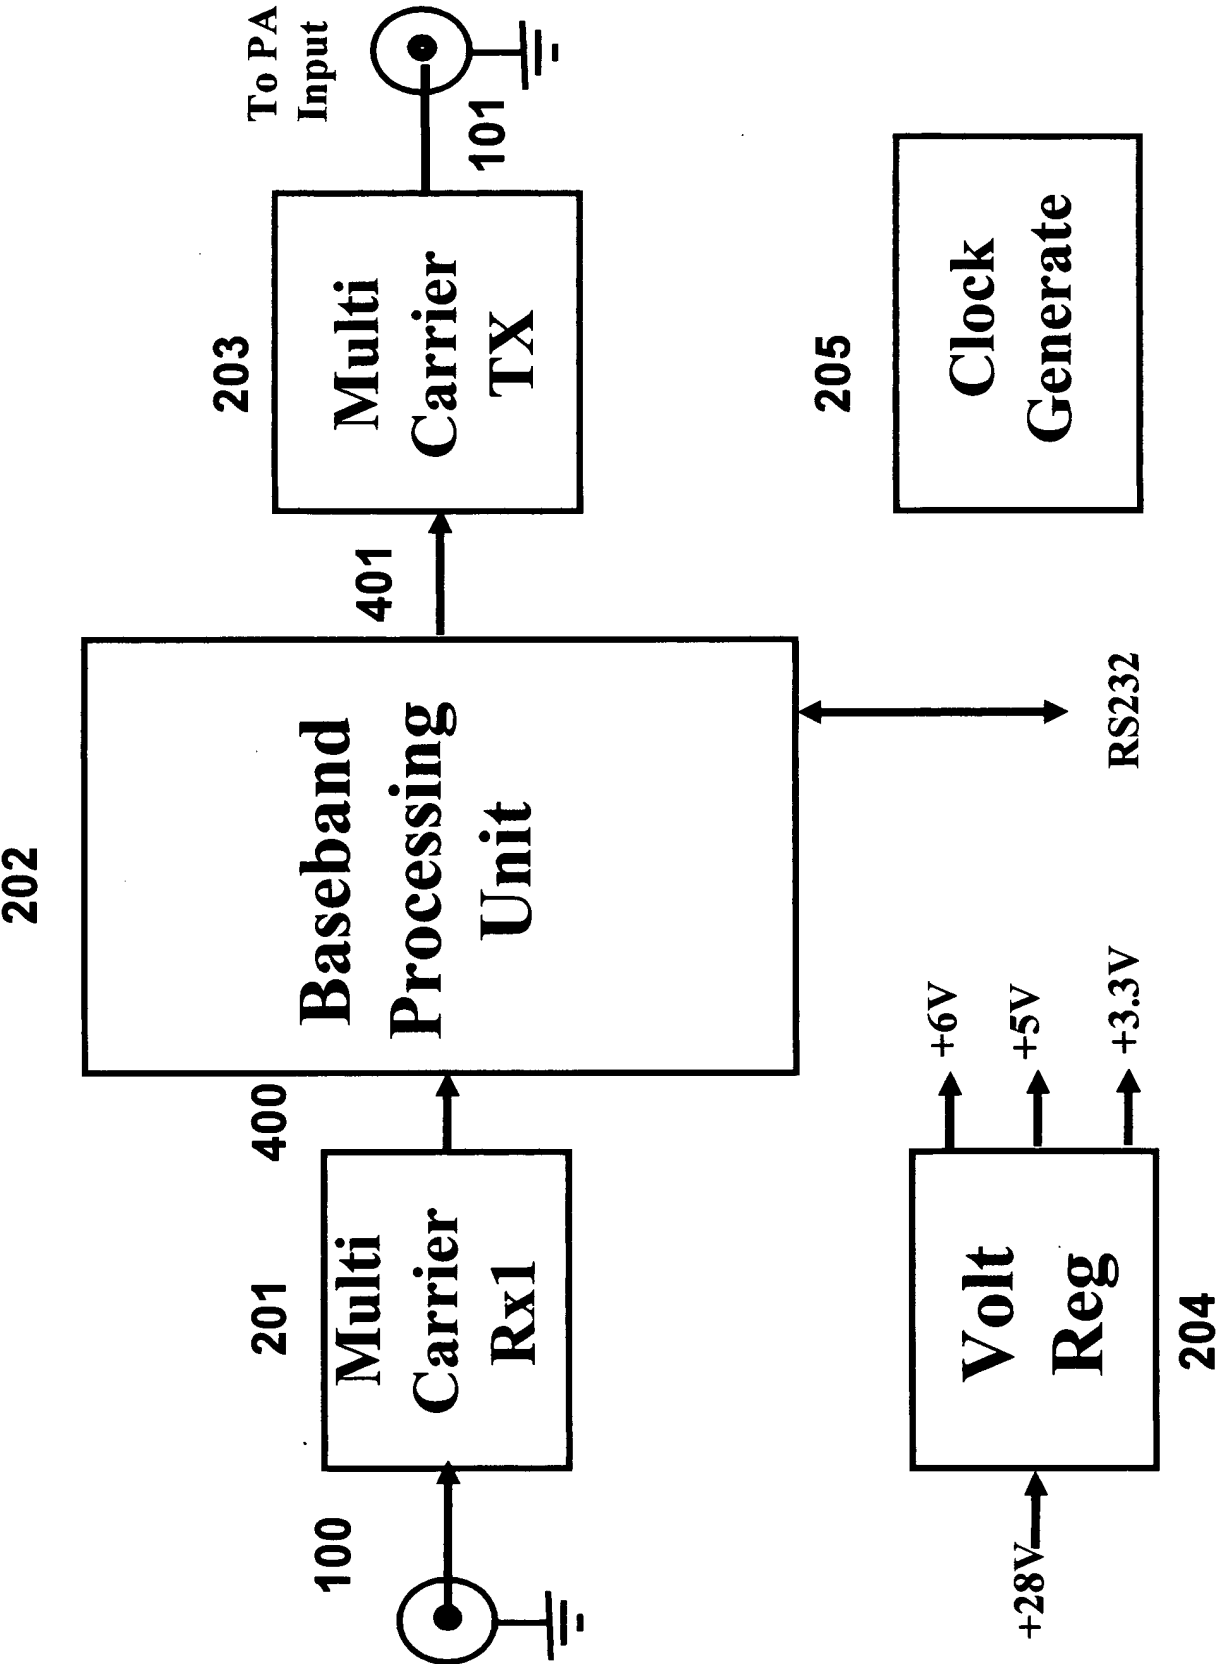 202
201
Multi
Carrier
Rx1
100
400
Baseband
Processing
Unit
401
203
Multi
Carrier
TX
101
To PA
Input
+28V
Volt
Reg
204
+6V
+5V
+3.3V
RS232
205
Clock
Generate